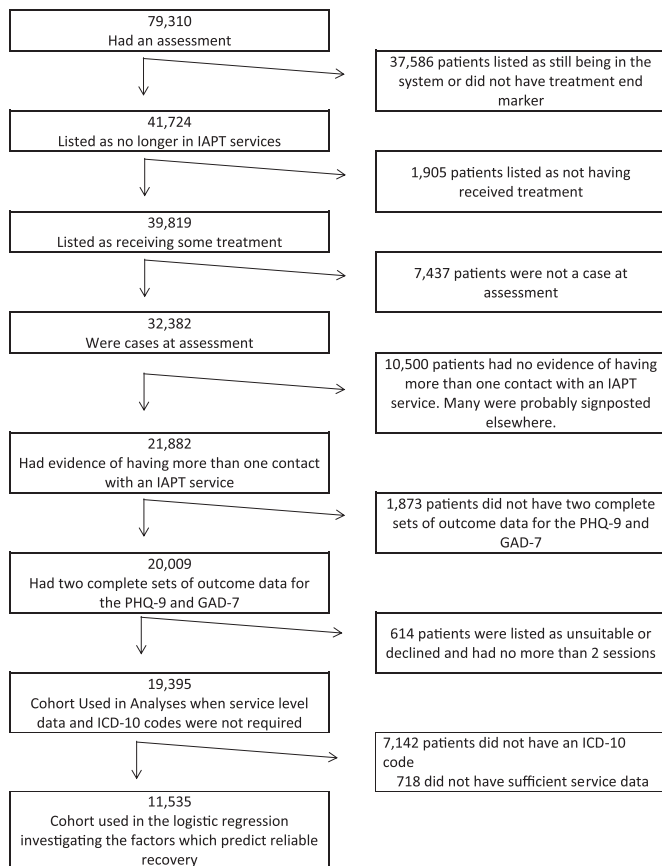 79,310
Had an assessment
37,586 patients listed as still being in the
system or did not have treatment end
marker
41,724
Listed as no longer in IAPT services
1,905 patients listed as not having
received treatment
39,819
Listed as receiving some treatment
7,437 patients were not a case at
assessment
32,382
Were cases at assessment
10,500 patients had no evidence of having
more than one contact with an IAPT
service. Many were probably signposted
elsewhere.
21,882
Had evidence of having more than one contact
with an IAPT service
1,873 patients did not have two complete
sets of outcome data for the PHQ-9 and
GAD-7
20,009
Had two complete sets of outcome data for
the PHQ-9 and GAD-7
614 patients were listed as unsuitable or
declined and had no more than 2 sessions
19,395
Cohort Used in Analyses when service level
data and ICD-10 codes were not required
7,142 patients did not have an ICD-10
code
718 did not have sufficient service data
11,535
Cohort used in the logistic regression
investigating the factors which predict reliable
recovery